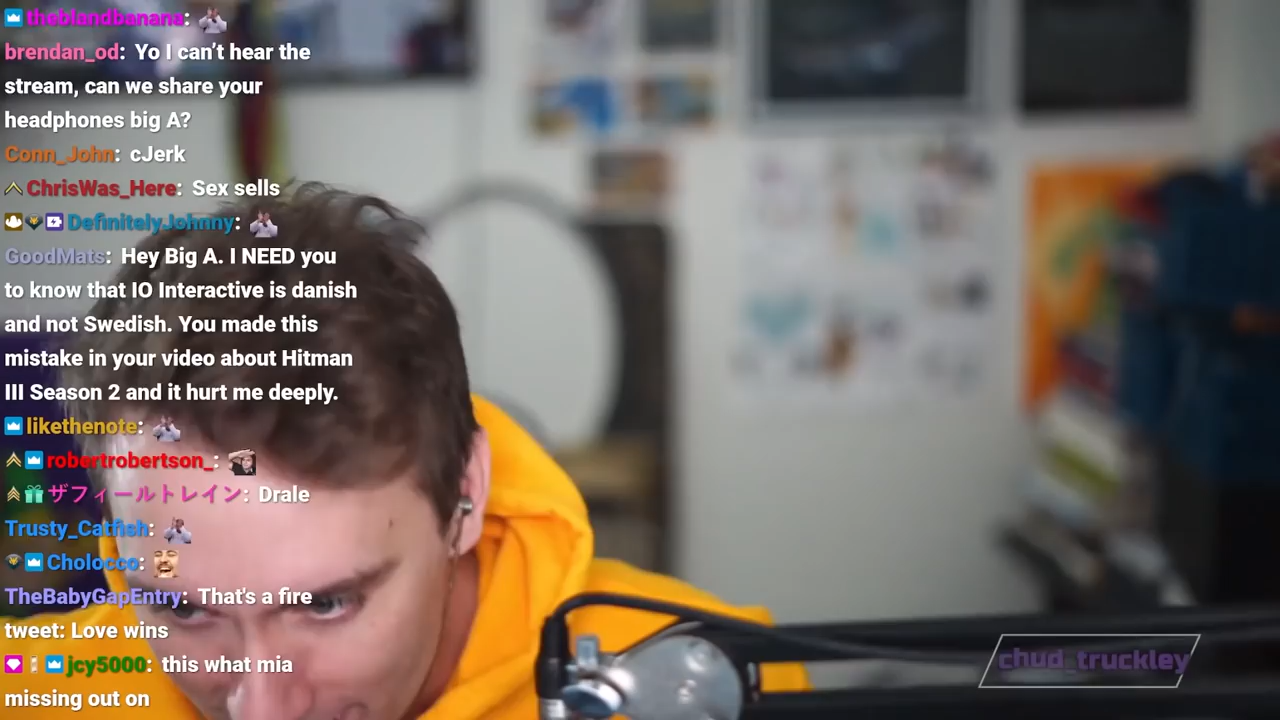 theblandbanana:
brendan_od: Yo I can't hear the
stream, can we share your
headphones big A?
Conn_John: cJerk
ChrisWas_Here: Sex sells
DefinitelyJohnny:
GoodMats: Hey Big A. I NEED you
to know that IO Interactive is danish
and not Swedish. You made this
mistake in your video about Hitman
III Season 2 and it hurt me deeply.
likethenote:
robertrobertson_:
ザフィールトレイン: Drale
Trusty_Catfish:
Cholocco:
TheBabyGapEntry: That's a fire
tweet: Love wins
jcy5000: this what mia
missing out on
chud_truckley